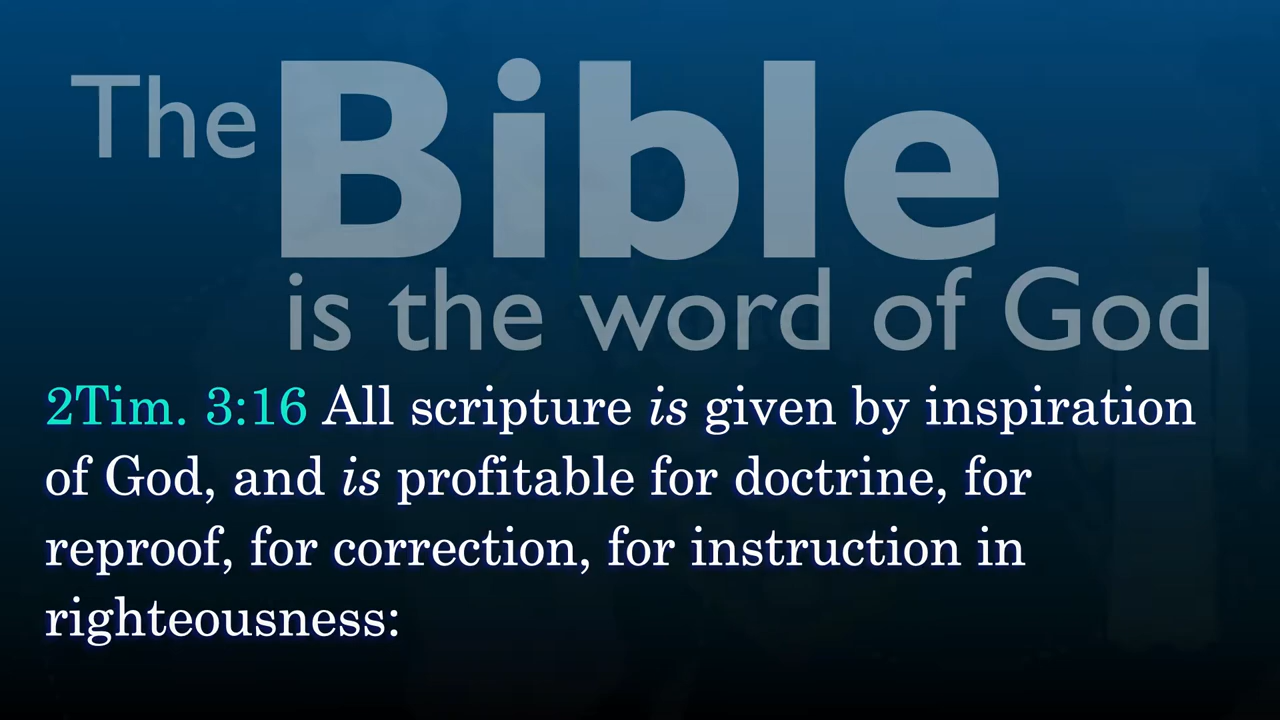 The Bible
is the word of God
2Tim. 3:16 All scripture is given by inspiration
of God, and is profitable for doctrine, for
reproof, for correction, for instruction in
righteousness: